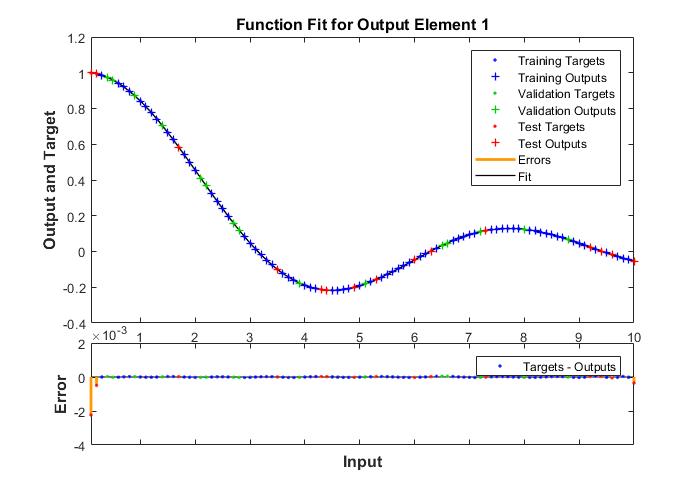 Function Fit for Output Element 1
1.2
1
0.8
0.6
0.4
0.2
0
-0.2
-0.4
Output and Target
Training Targets
Training Outputs
Validation Targets
Validation Outputs
Test Targets
Test Outputs
Errors
Fit
1 2 3 4 5 6 7 8 9 10
×10⁻³
2
0
-2
-4
Error
Targets - Outputs
Input